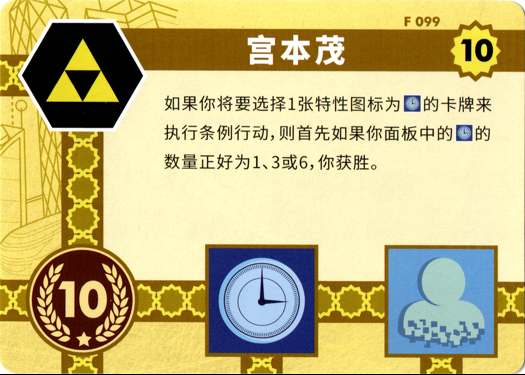 F 099
宫本茂
10
如果你将要选择1张特性图标为的卡牌来
执行条例行动,则首先如果你面板中的的
数量正好为1、3或6,你获胜。
10